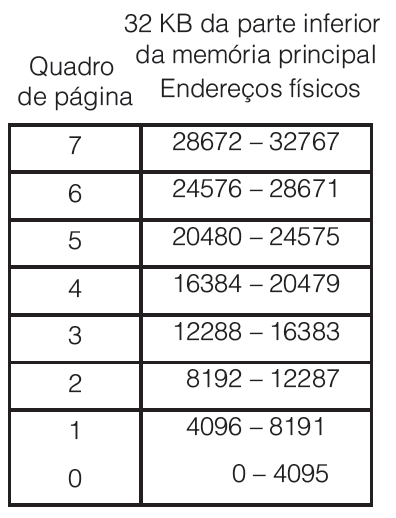 32 KB da parte inferior
da memória principal
Quadro
de página
Endereços físicos
7 28672 – 32767
6 24576 – 28671
5 20480 – 24575
4 16384 – 20479
3 12288 – 16383
2 8192 – 12287
1 4096 – 8191
0 0 – 4095